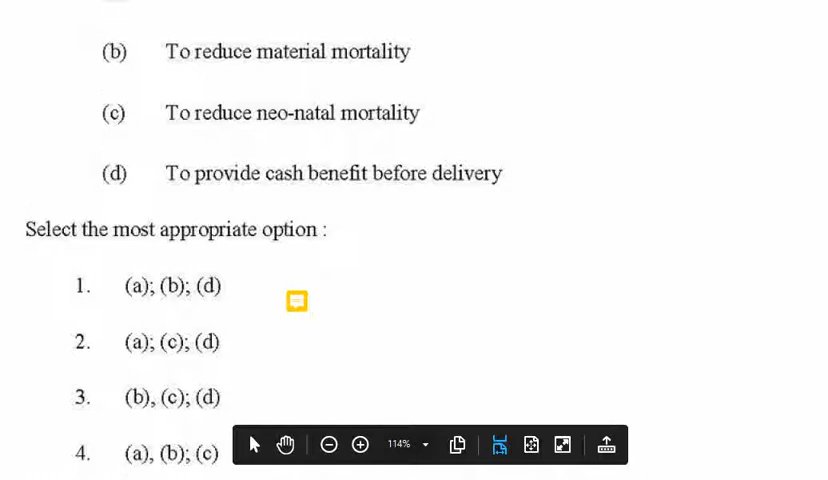 (b) To reduce material mortality
(c) To reduce neo-natal mortality
(d) To provide cash benefit before delivery
Select the most appropriate option :
1. (a); (b); (d)
2. (a); (c); (d)
3. (b), (c); (d)
4. (a), (b); (c)
114%